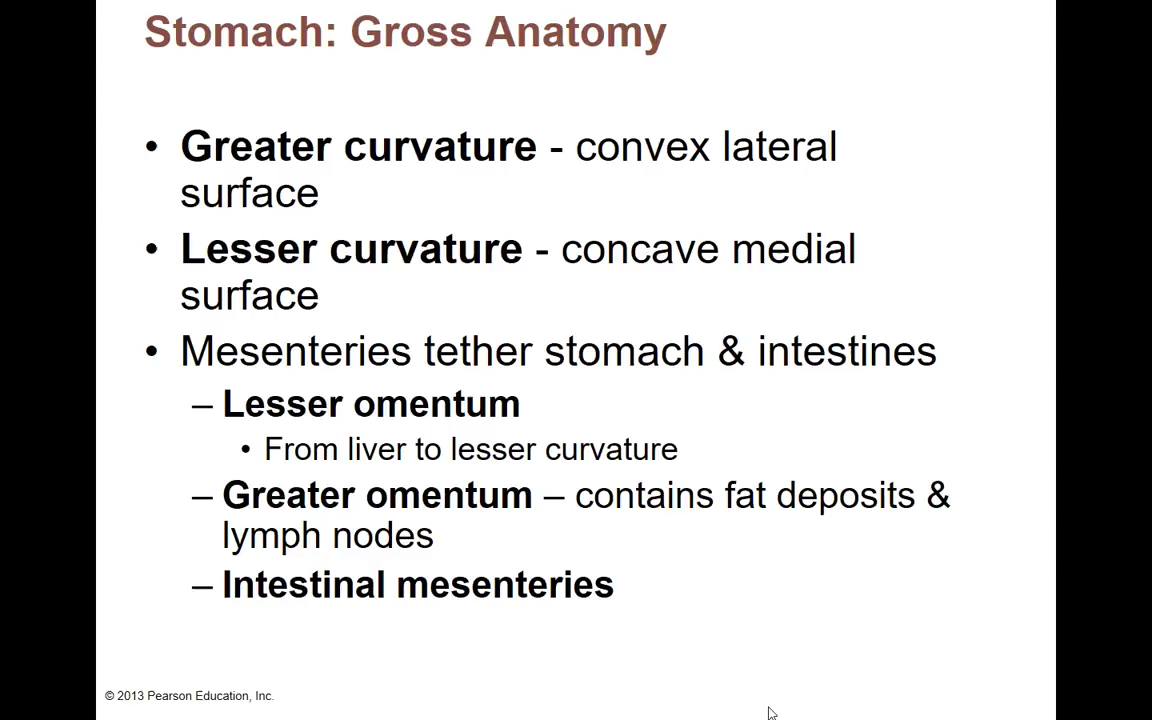 Stomach: Gross Anatomy
• Greater curvature - convex lateral
surface
• Lesser curvature - concave medial
surface
• Mesenteries tether stomach & intestines
– Lesser omentum
• From liver to lesser curvature
– Greater omentum – contains fat deposits &
lymph nodes
– Intestinal mesenteries
© 2013 Pearson Education, Inc.